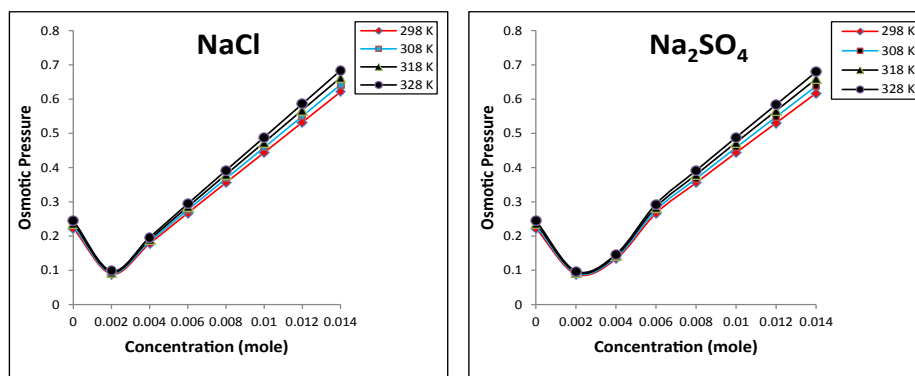 NaCl
298 K
308 K
318 K
328 K
0.8
0.7
0.6
0.5
0.4
0.3
0.2
0.1
0
Osmotic Pressure
0 0.002 0.004 0.006 0.008 0.01 0.012 0.014
Concentration (mole)
Na₂SO₄
298 K
308 K
318 K
328 K
0.8
0.7
0.6
0.5
0.4
0.3
0.2
0.1
0
Osmotic Pressure
0 0.002 0.004 0.006 0.008 0.01 0.012 0.014
Concentration (mole)